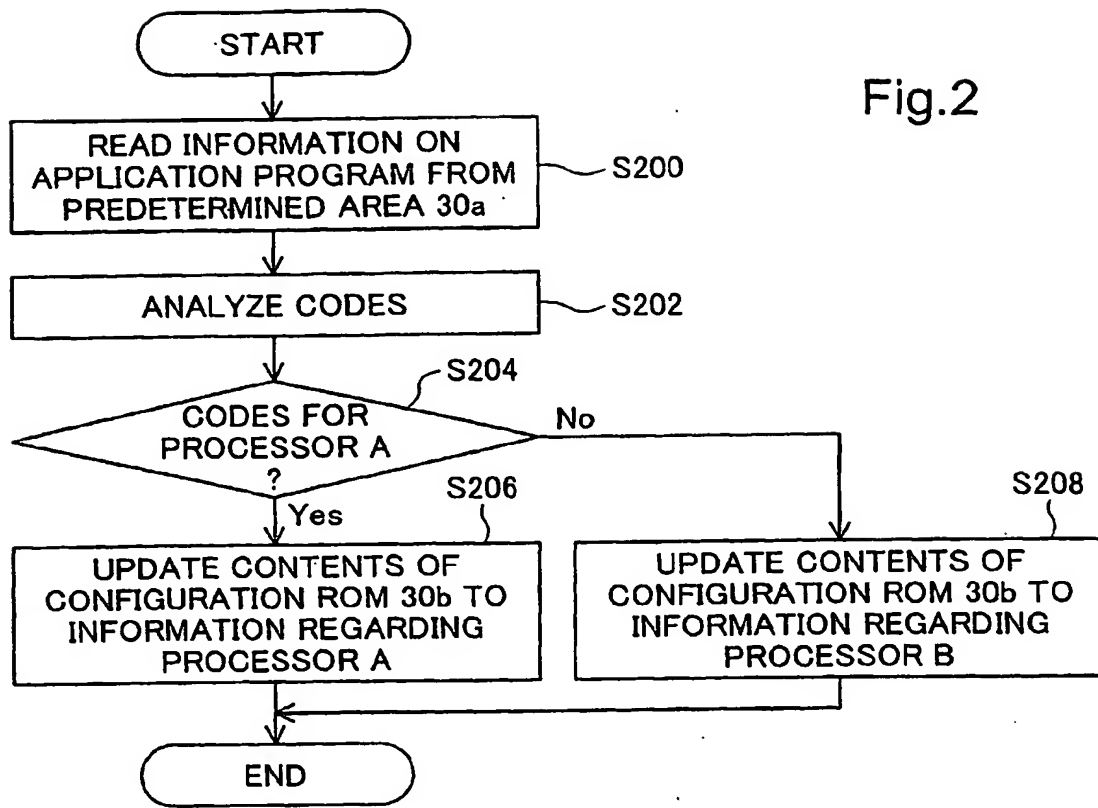 START
Fig.2
READ INFORMATION ON
APPLICATION PROGRAM FROM
PREDETERMINED AREA 30a
S200
ANALYZE CODES
S202
S204
CODES FOR
PROCESSOR A
?
No
Yes
S206
S208
UPDATE CONTENTS OF
CONFIGURATION ROM 30b TO
INFORMATION REGARDING
PROCESSOR A
UPDATE CONTENTS OF
CONFIGURATION ROM 30b TO
INFORMATION REGARDING
PROCESSOR B
END